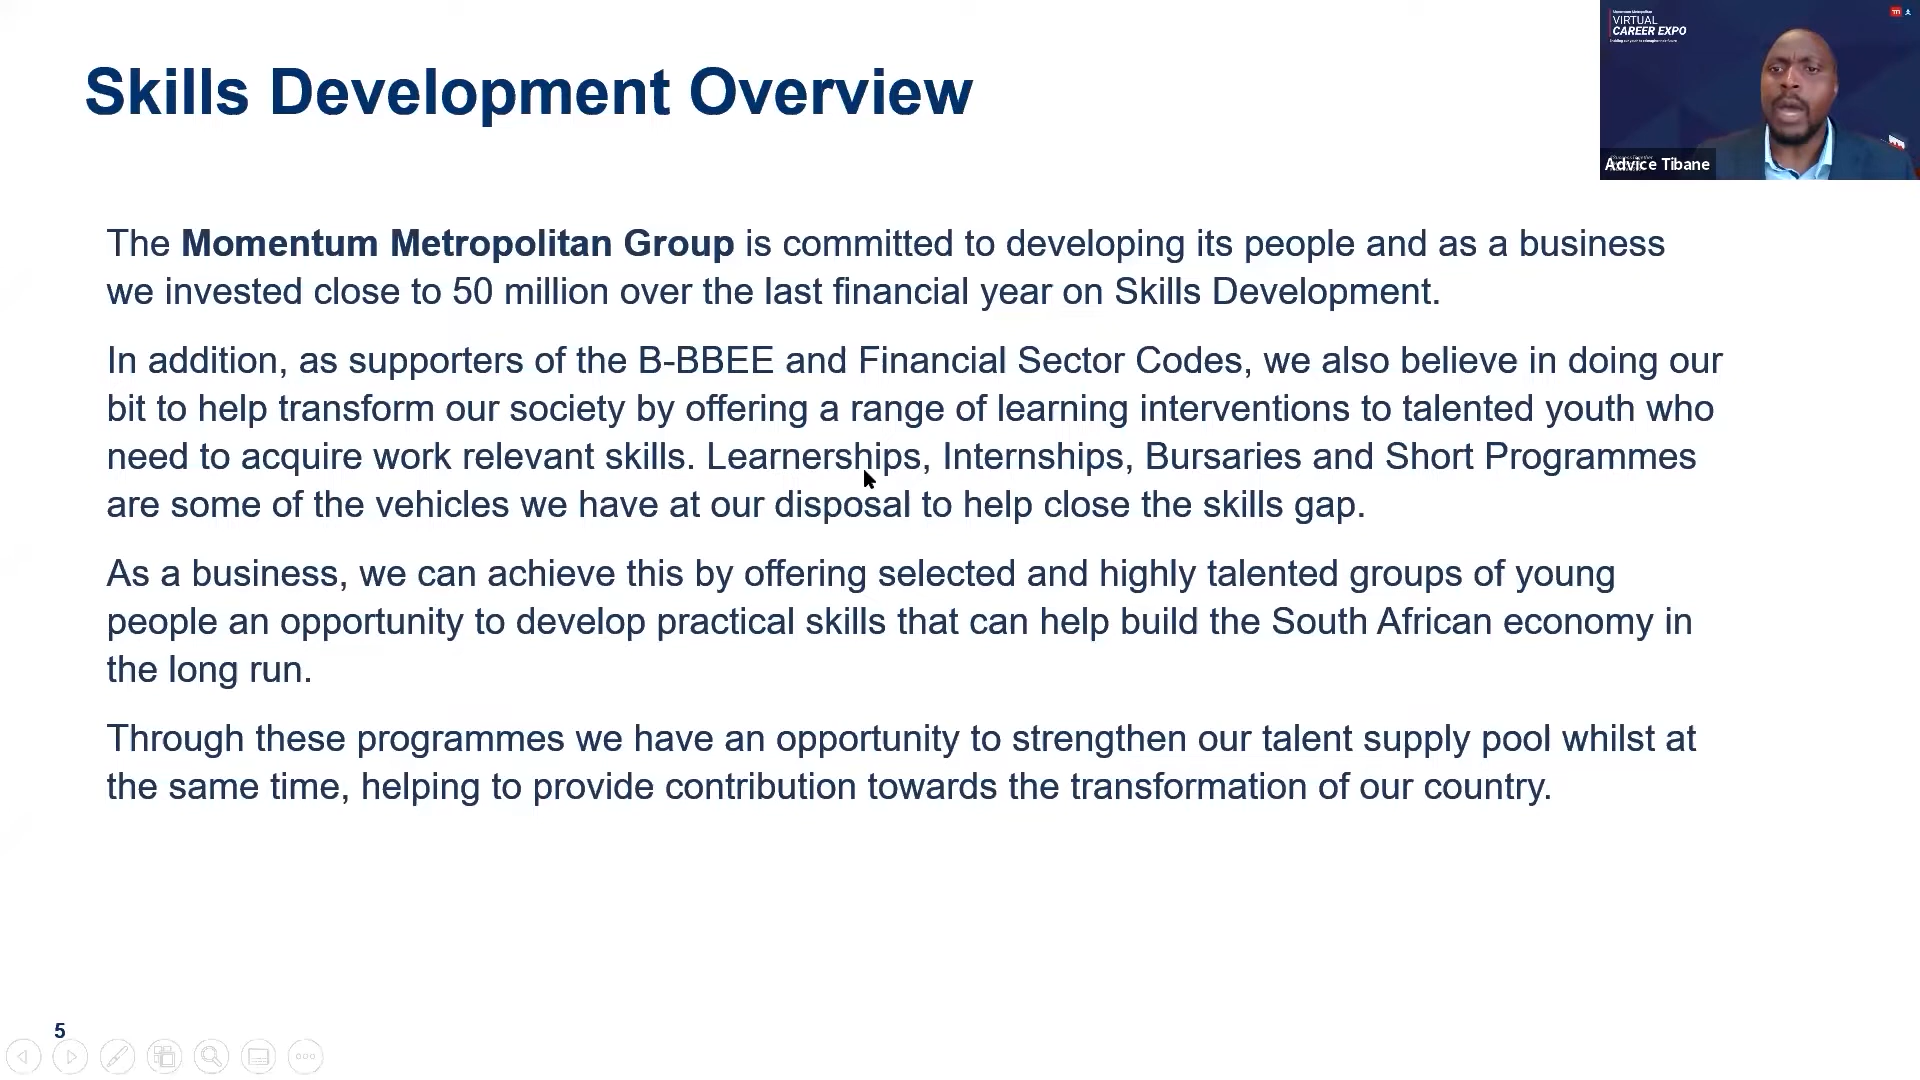 Skills Development Overview
Momentum Metropolitan
VIRTUAL
CAREER EXPO
Advice Tibane
The Momentum Metropolitan Group is committed to developing its people and as a business
we invested close to 50 million over the last financial year on Skills Development.
In addition, as supporters of the B-BBEE and Financial Sector Codes, we also believe in doing our
bit to help transform our society by offering a range of learning interventions to talented youth who
need to acquire work relevant skills. Learnerships, Internships, Bursaries and Short Programmes
are some of the vehicles we have at our disposal to help close the skills gap.
As a business, we can achieve this by offering selected and highly talented groups of young
people an opportunity to develop practical skills that can help build the South African economy in
the long run.
Through these programmes we have an opportunity to strengthen our talent supply pool whilst at
the same time, helping to provide contribution towards the transformation of our country.
5